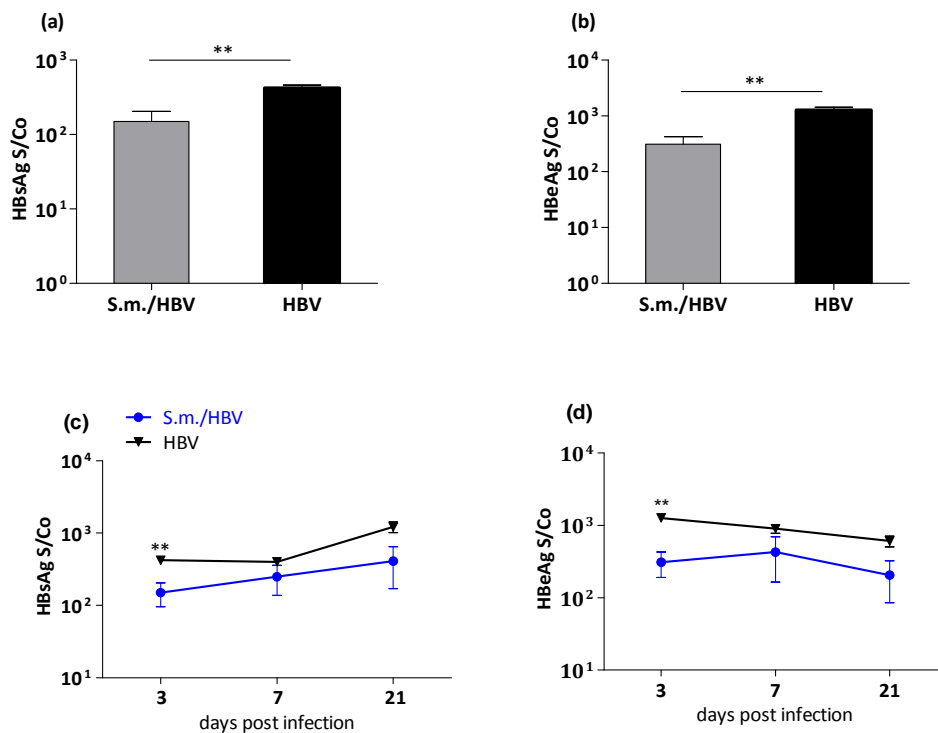 (a)
**
HBsAg S/Co
10³
10²
10¹
10⁰
S.m./HBV HBV
(b)
**
HBeAg S/Co
10⁴
10³
10²
10¹
10⁰
S.m./HBV HBV
(c)
S.m./HBV
HBV
HBsAg S/Co
10⁴
10³
10²
10¹
**
3 7 21
days post infection
(d)
HBeAg S/Co
10⁴
10³
10²
10¹
**
3 7 21
days post infection